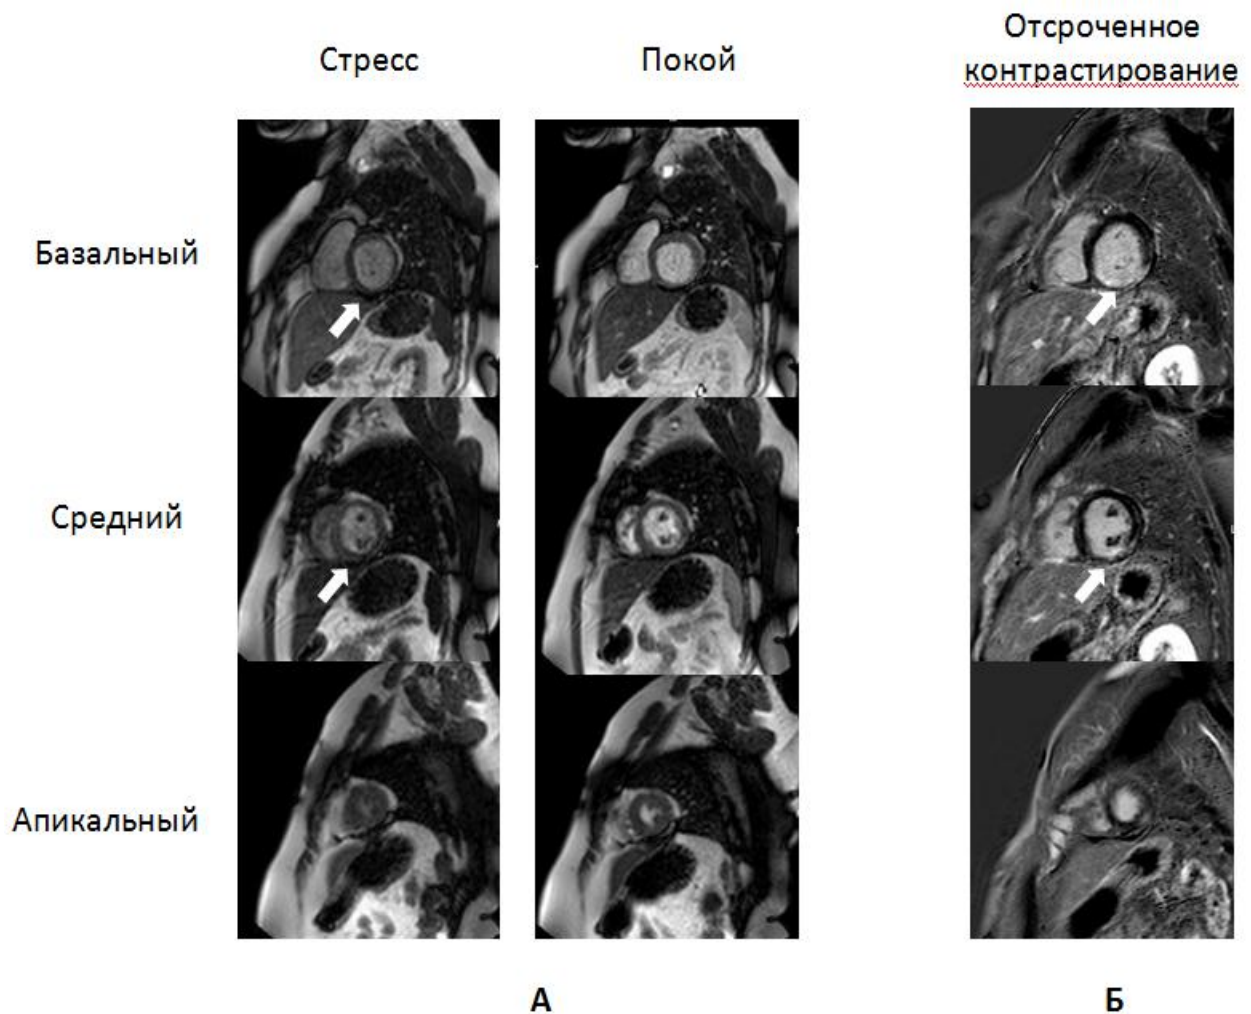 Стресс
Покой
Отсроченное
контрастирование
Базальный
Средний
Апикальный
А
Б